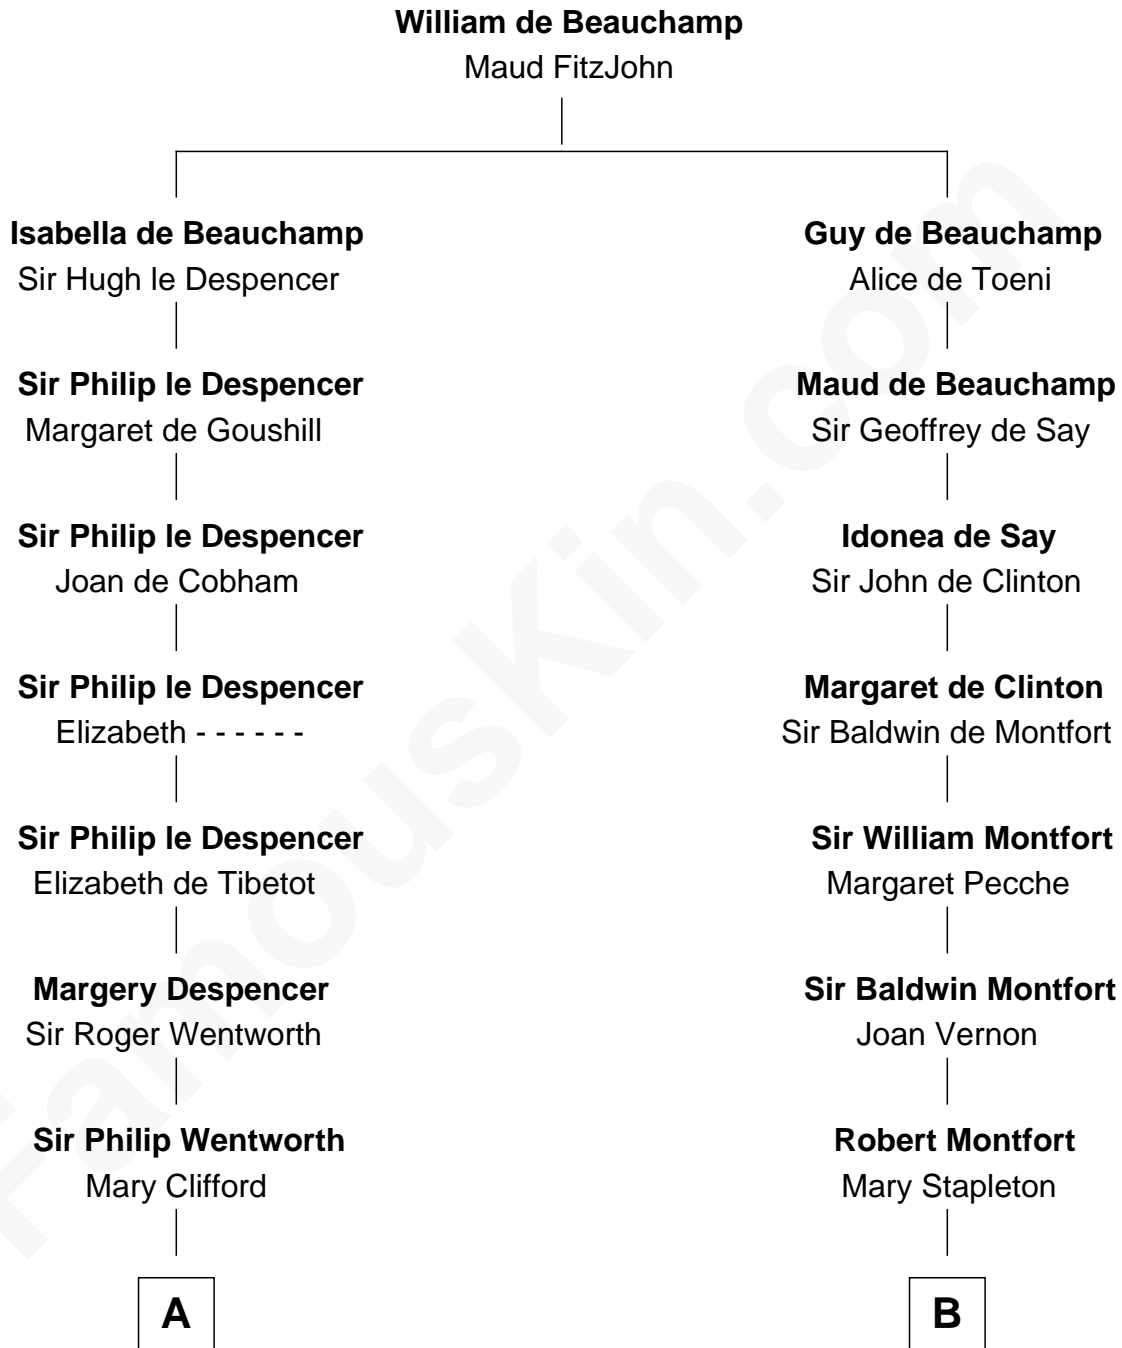 William de Beauchamp
Maud FitzJohn
Isabella de Beauchamp
Sir Hugh le Despencer
Guy de Beauchamp
Alice de Toeni
Sir Philip le Despencer
Margaret de Goushill
Maud de Beauchamp
Sir Geoffrey de Say
Sir Philip le Despencer
Joan de Cobham
Idonea de Say
Sir John de Clinton
Sir Philip le Despencer
Elizabeth - - - - - -
Margaret de Clinton
Sir Baldwin de Montfort
Sir Philip le Despencer
Elizabeth de Tibetot
Sir William Montfort
Margaret Pecche
Margery Despencer
Sir Roger Wentworth
Sir Baldwin Montfort
Joan Vernon
Sir Philip Wentworth
Mary Clifford
Robert Montfort
Mary Stapleton
A
B
FamousKin.com